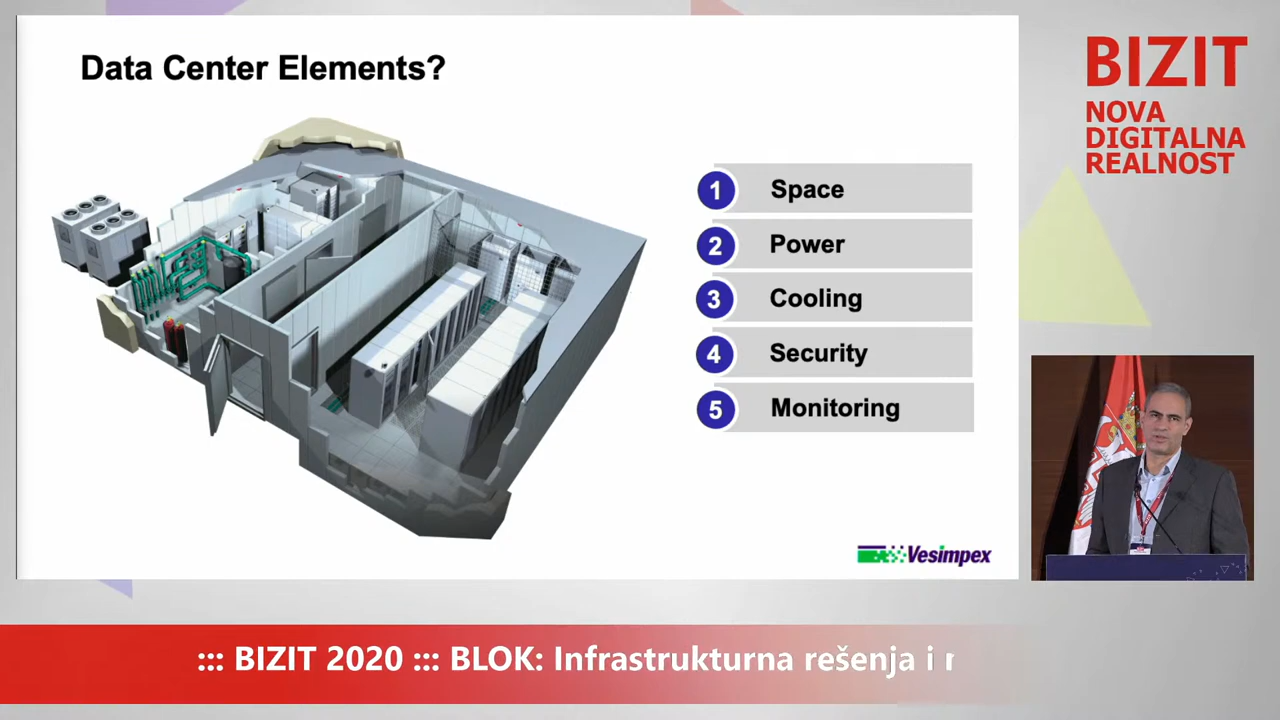 Data Center Elements?
1 Space
2 Power
3 Cooling
4 Security
5 Monitoring
Vesimpex
BIZIT
NOVA
DIGITALNA
REALNOST
::: BIZIT 2020 ::: BLOK: Infrastrukturna rešenja i